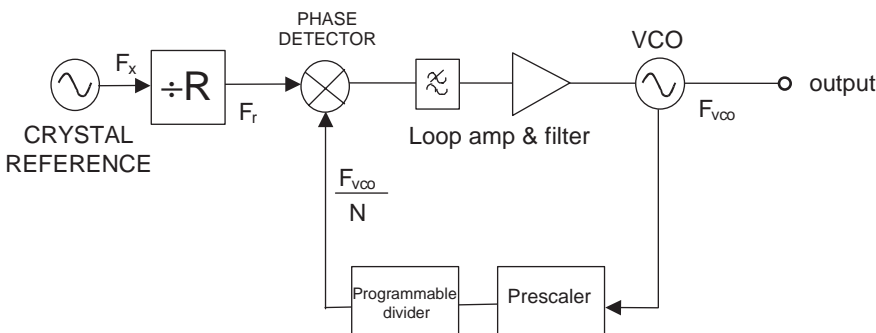 PHASE
DETECTOR
VCO
Fx
÷R
Fr
output
Fvco
CRYSTAL
REFERENCE
Loop amp & filter
Fvco
N
Programmable
divider
Prescaler